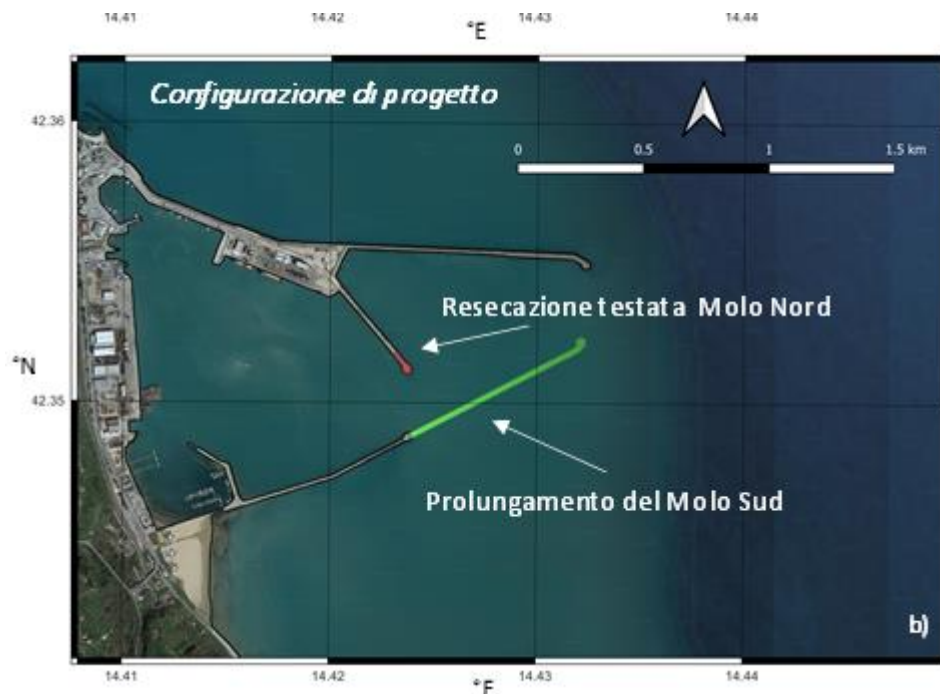 14.41 14.42 14.43 14.44
°E
Configurazione di progetto
42.36
0 0.5 1 1.5 km
Resecazione testata Molo Nord
°N
42.35
Prolungamento del Molo Sud
b)
14.41 14.42 14.43 14.44
°E